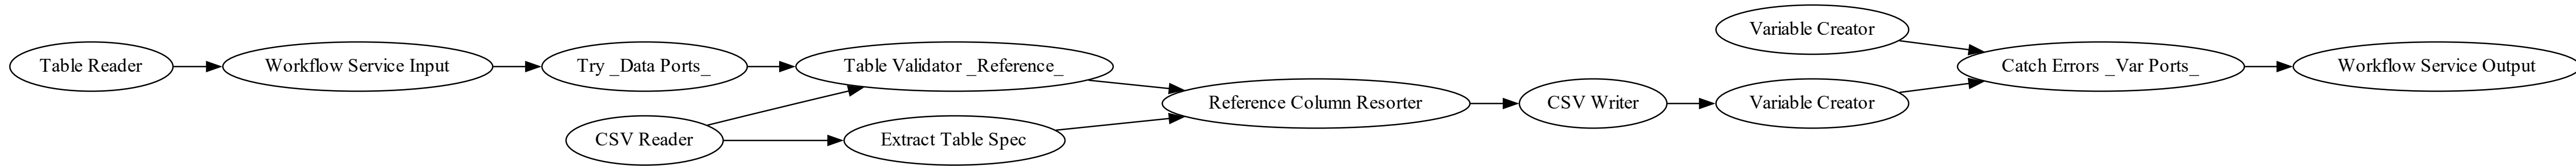 Table Reader
Workflow Service Input
Try _Data Ports_
Table Validator _Reference_
CSV Reader
Extract Table Spec
Reference Column Resorter
CSV Writer
Variable Creator
Variable Creator
Catch Errors _Var Ports_
Workflow Service Output